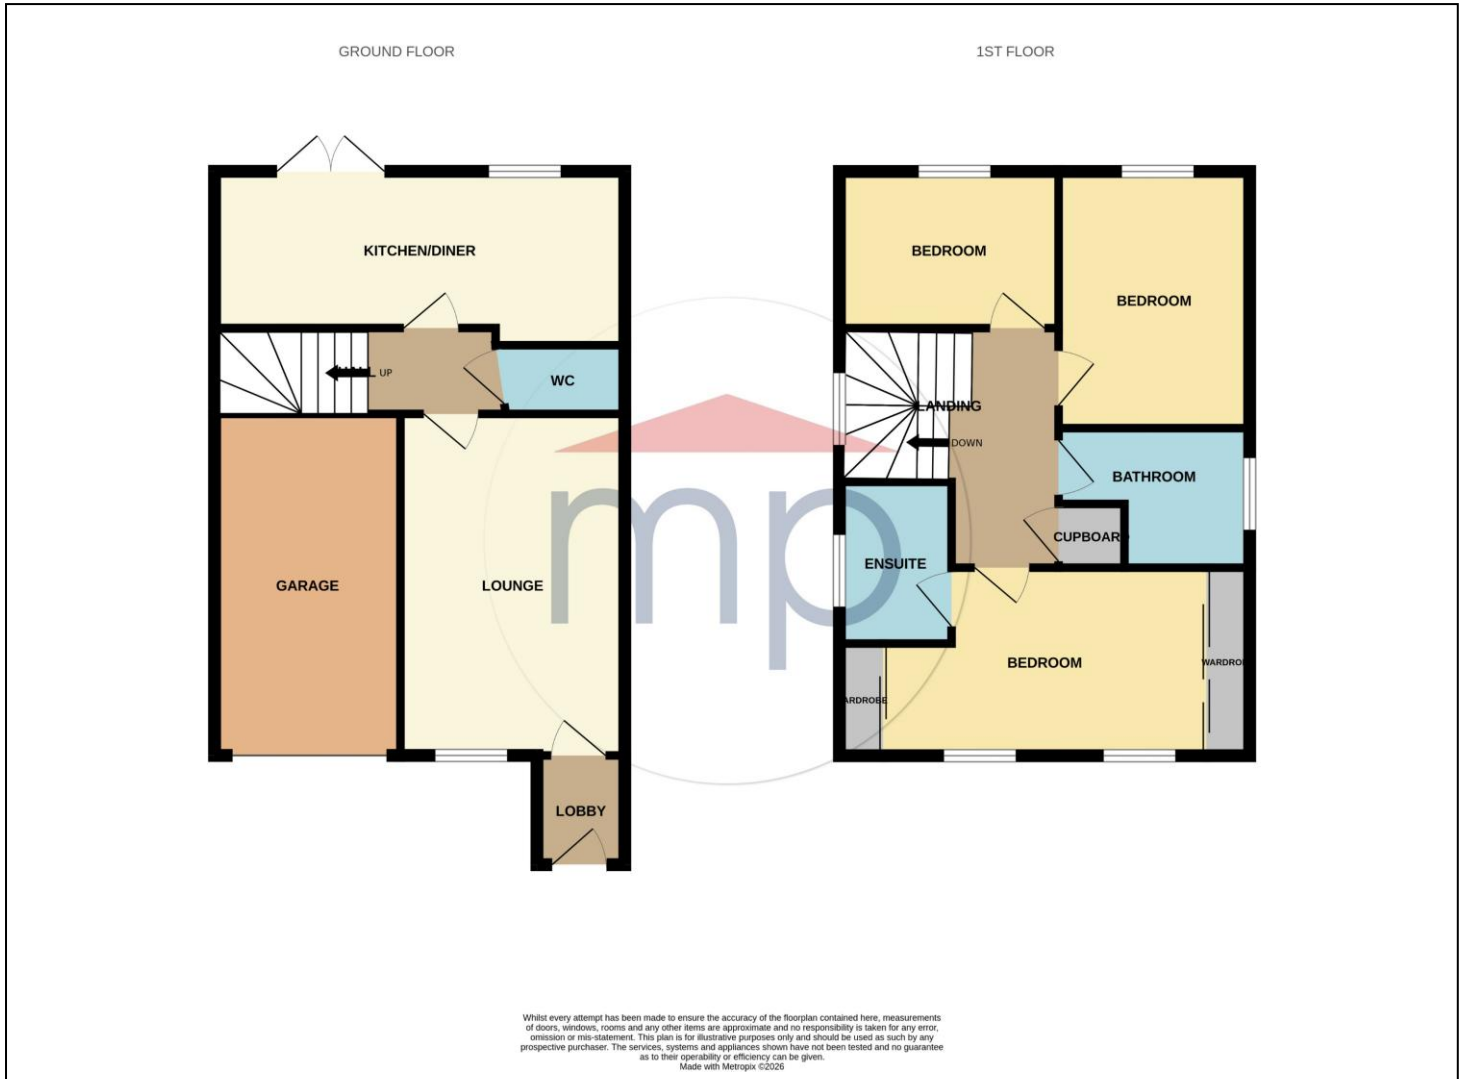 GROUND FLOOR
1ST FLOOR
KITCHEN/DINER
UP
WC
GARAGE
LOUNGE
LOBBY
BEDROOM
BEDROOM
LANDING
DOWN
BATHROOM
CUPBOARD
ENSUITE
BEDROOM
WARDROBE
WARDROBE
mp
Whilst every attempt has been made to ensure the accuracy of the floorplan contained here, measurements
of doors, windows, rooms and any other items are approximate and no responsibility is taken for any error,
omission or mis-statement. This plan is for illustrative purposes only and should be used as such by any
prospective purchaser. The services, systems and appliances shown have not been tested and no guarantee
as to their operability or efficiency can be given.
Made with Metropix ©2026